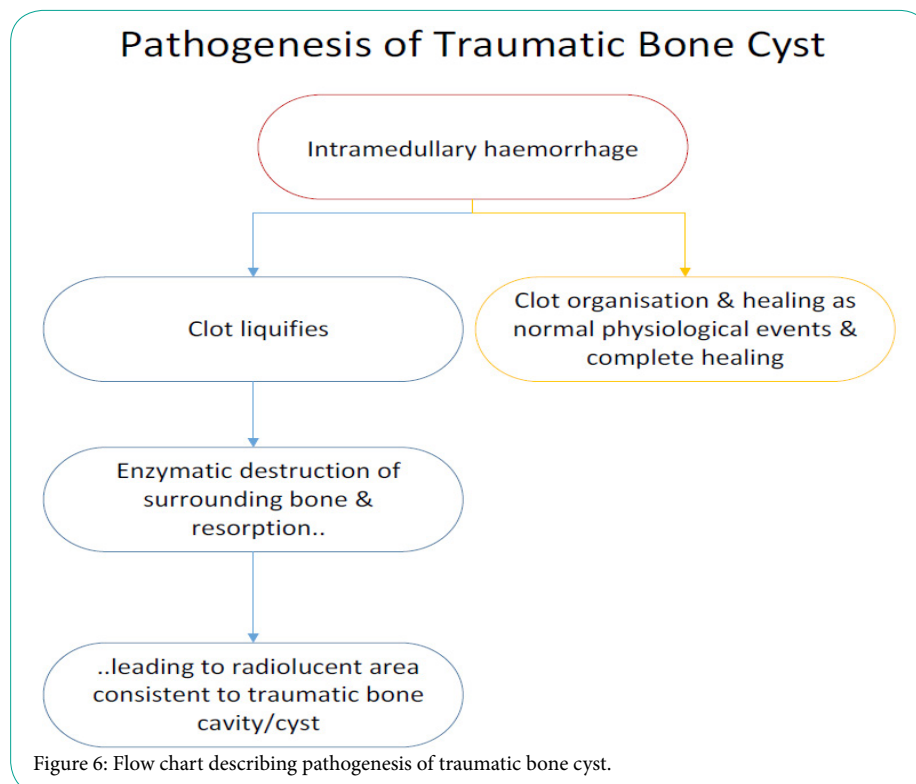 Pathogenesis of Traumatic Bone Cyst
Intramedullary haemorrhage
Clot liquifies
Clot organisation & healing as
normal physiological events &
complete healing
Enzymatic destruction of
surrounding bone &
resorption..
..leading to radiolucent area
consistent to traumatic bone
cavity/cyst
Figure 6: Flow chart describing pathogenesis of traumatic bone cyst.